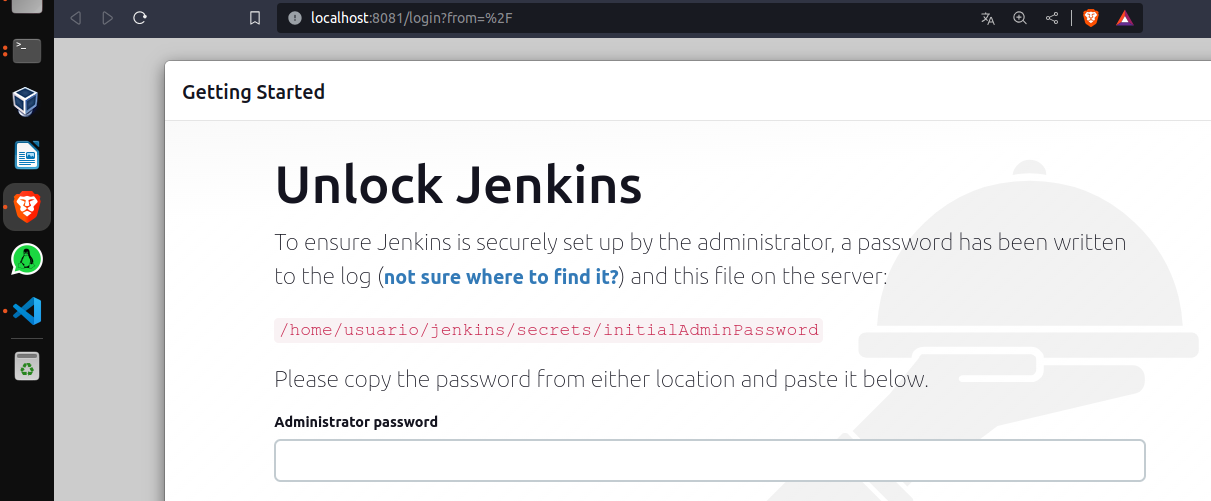 localhost:8081/login?from=%2F
Getting Started
Unlock Jenkins
To ensure Jenkins is securely set up by the administrator, a password has been written
to the log (not sure where to find it?) and this file on the server:
/home/usuario/jenkins/secrets/initialAdminPassword
Please copy the password from either location and paste it below.
Administrator password